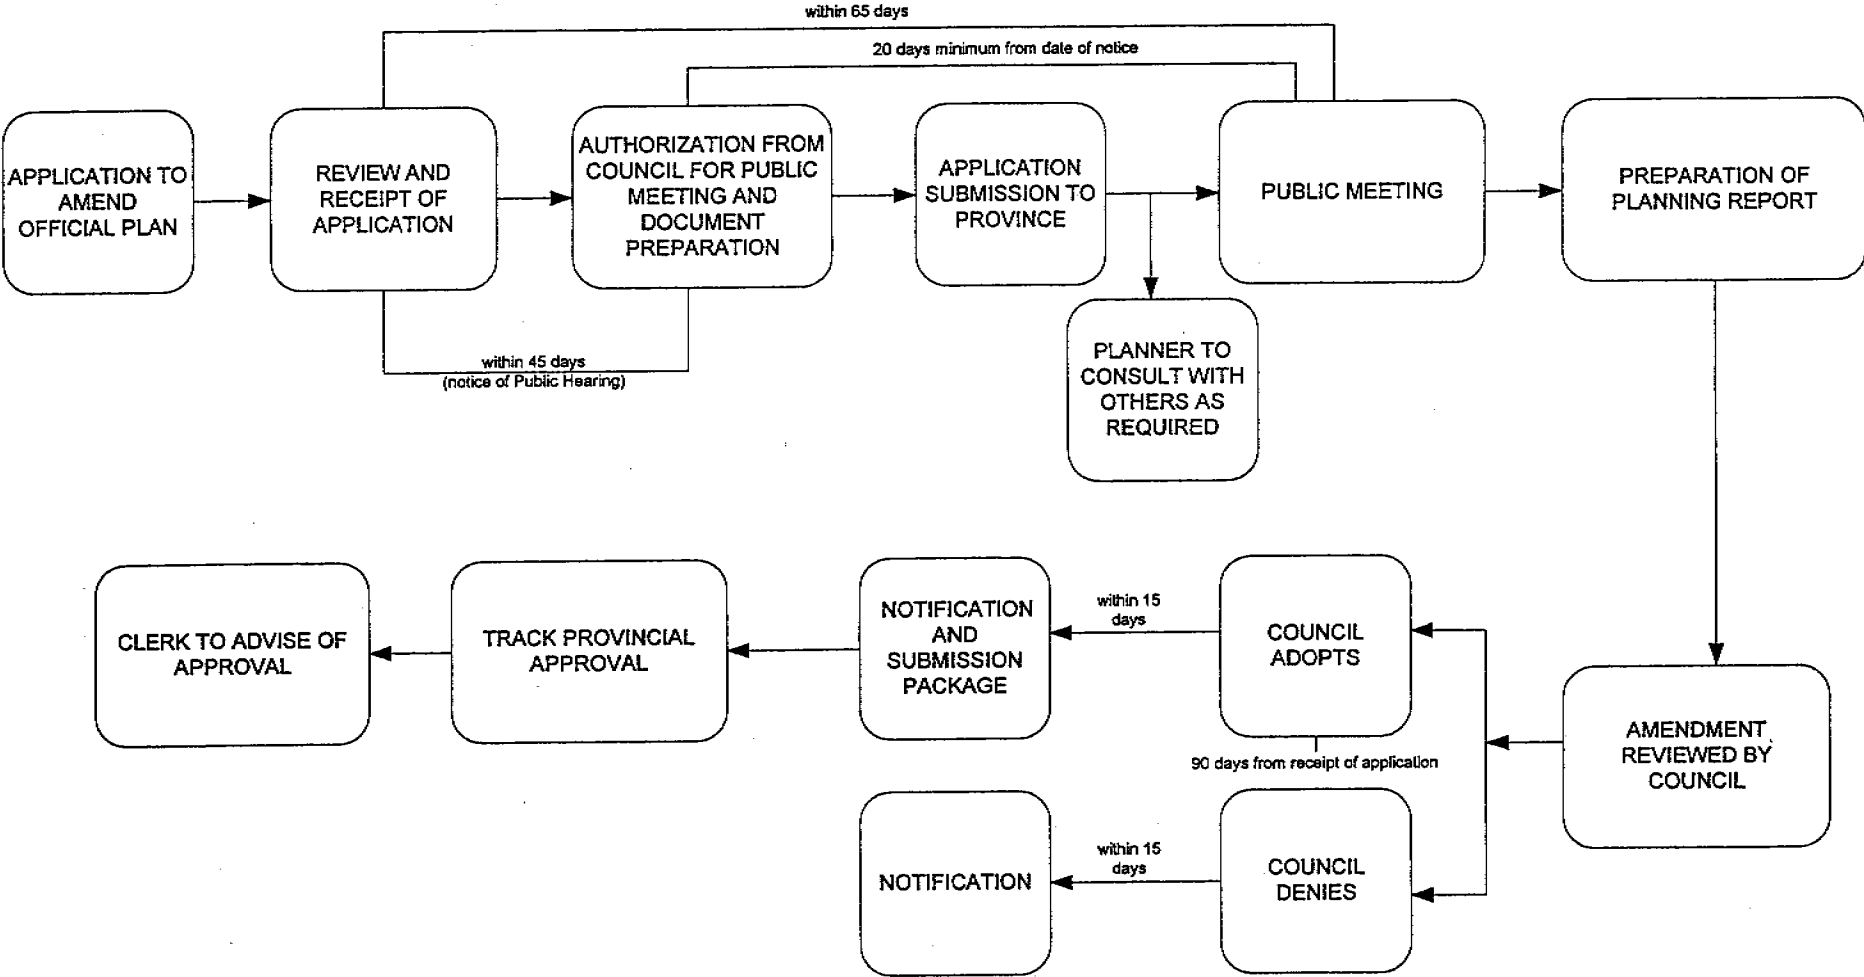 within 65 days
20 days minimum from date of notice
APPLICATION TO
AMEND
OFFICIAL PLAN
REVIEW AND
RECEIPT OF
APPLICATION
AUTHORIZATION FROM
COUNCIL FOR PUBLIC
MEETING AND
DOCUMENT
PREPARATION
APPLICATION
SUBMISSION TO
PROVINCE
PUBLIC MEETING
PREPARATION OF
PLANNING REPORT
within 45 days
(notice of Public Hearing)
PLANNER TO
CONSULT WITH
OTHERS AS
REQUIRED
CLERK TO ADVISE OF
APPROVAL
TRACK PROVINCIAL
APPROVAL
NOTIFICATION
AND
SUBMISSION
PACKAGE
within 15
days
COUNCIL
ADOPTS
90 days from receipt of application
AMENDMENT
REVIEWED BY
COUNCIL
NOTIFICATION
within 15
days
COUNCIL
DENIES